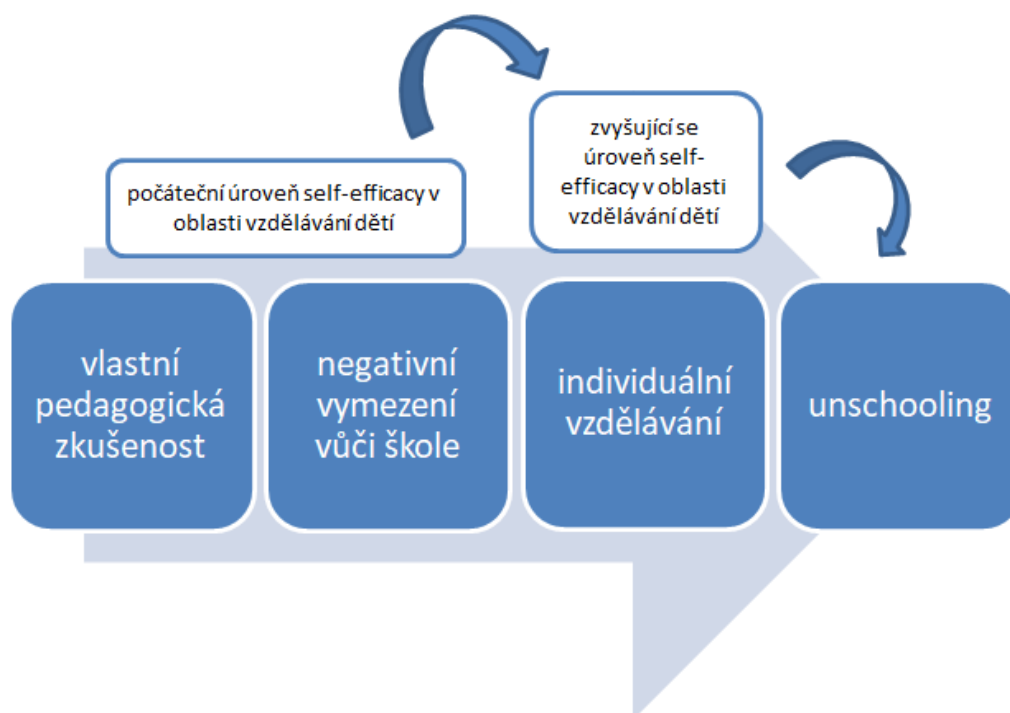 zvyšující se
úroveň self-
efficacy v oblasti
vzdělávání dětí
počáteční úroveň self-efficacy v
oblasti vzdělávání dětí
vlastní
pedagogická
zkušenost
negativní
vymezení
vůči škole
individuální
vzdělávání
unschooling